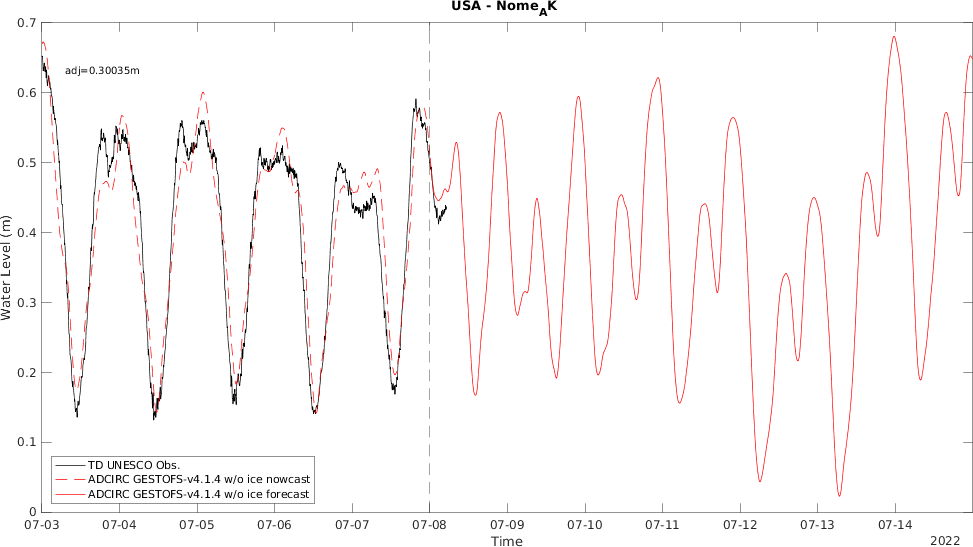 USA - Nome_AK
adj=0.30035m
0.7
0.6
0.5
0.4
0.3
0.2
0.1
0
Water Level (m)
TD UNESCO Obs.
ADCIRC GESTOFS-v4.1.4 w/o ice nowcast
ADCIRC GESTOFS-v4.1.4 w/o ice forecast
07-03 07-04 07-05 07-06 07-07 07-08 07-09 07-10 07-11 07-12 07-13 07-14
Time
2022